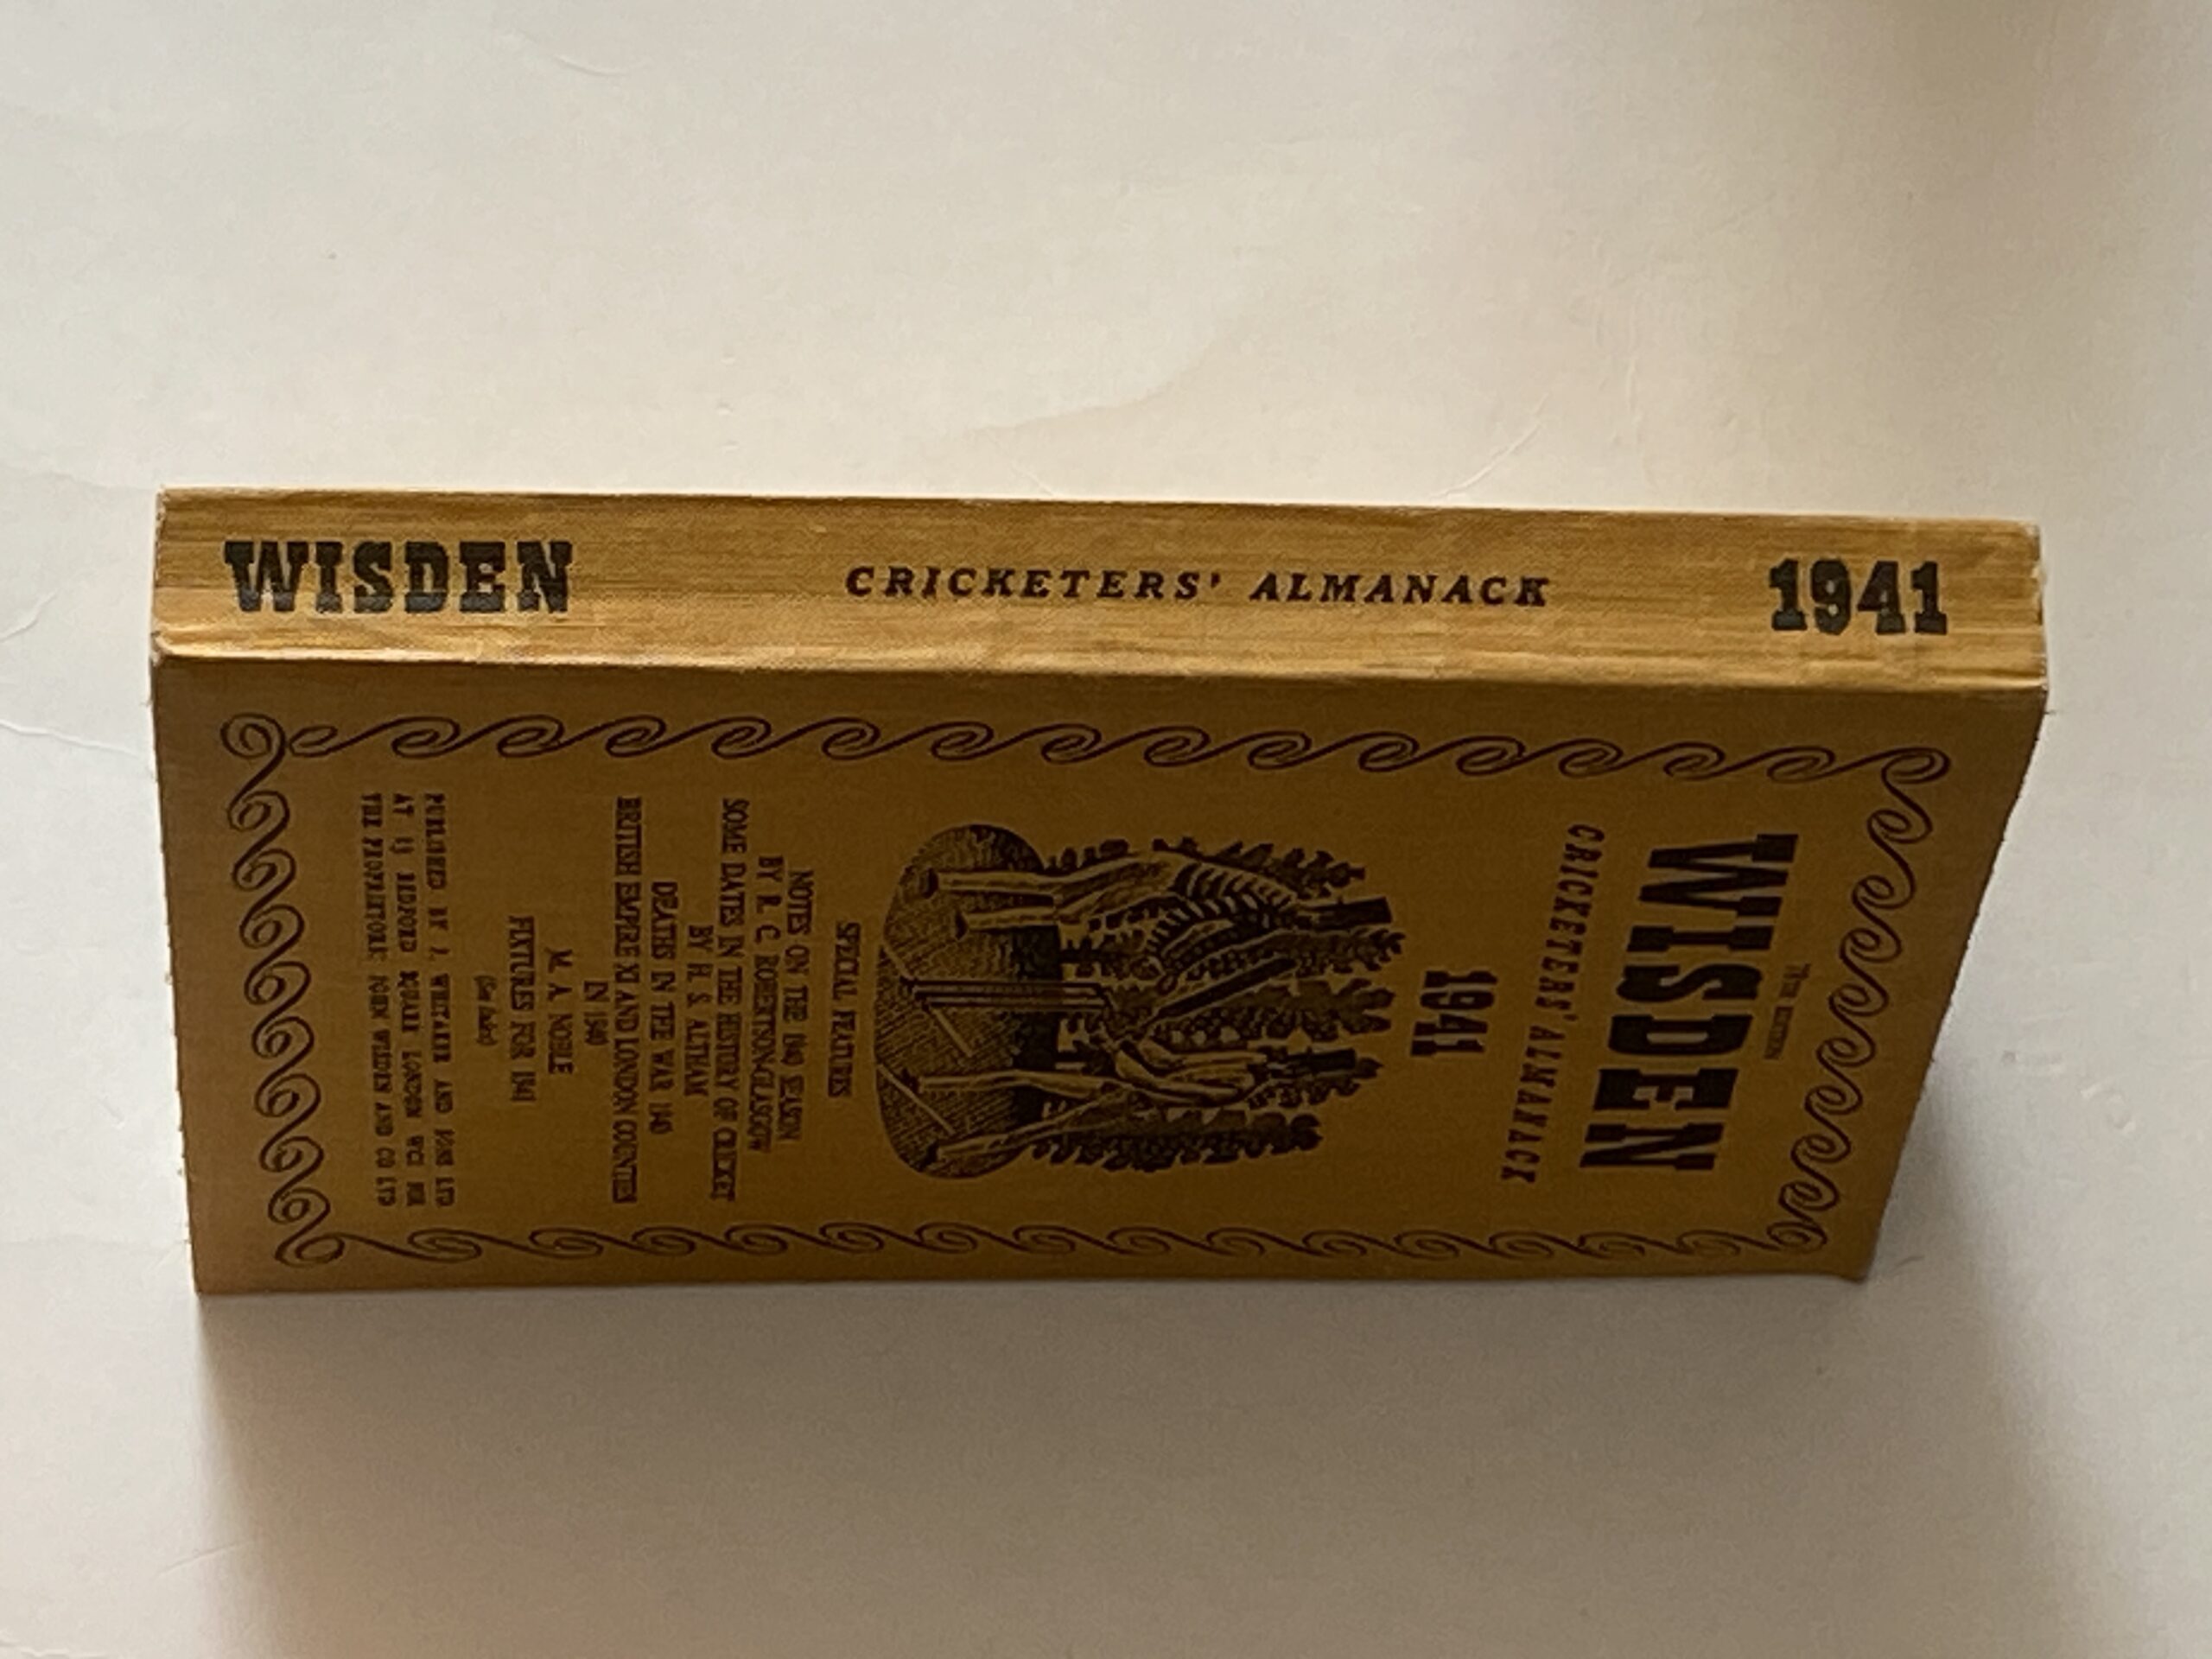 WISDEN CRICKETERS' ALMANACK 1941
78TH EDITION
WISDEN
CRICKETERS' ALMANACK
1941
SPECIAL FEATURES
NOTES ON THE 1940 SEASON
BY R. C. ROBERTSON-GLASGOW
SOME DATES IN THE HISTORY OF CRICKET
BY H. S. ALTHAM
DEATHS IN THE WAR 1940
BRITISH EMPIRE XI AND LONDON COUNTIES
IN 1940
M. A. NOBLE
FIXTURES FOR 1941
(See Index)
PUBLISHED BY J. WHITAKER AND SONS LTD
AT 13 BEDFORD SQUARE LONDON WC1 FOR
THE PROPRIETORS: JOHN WISDEN AND CO LTD